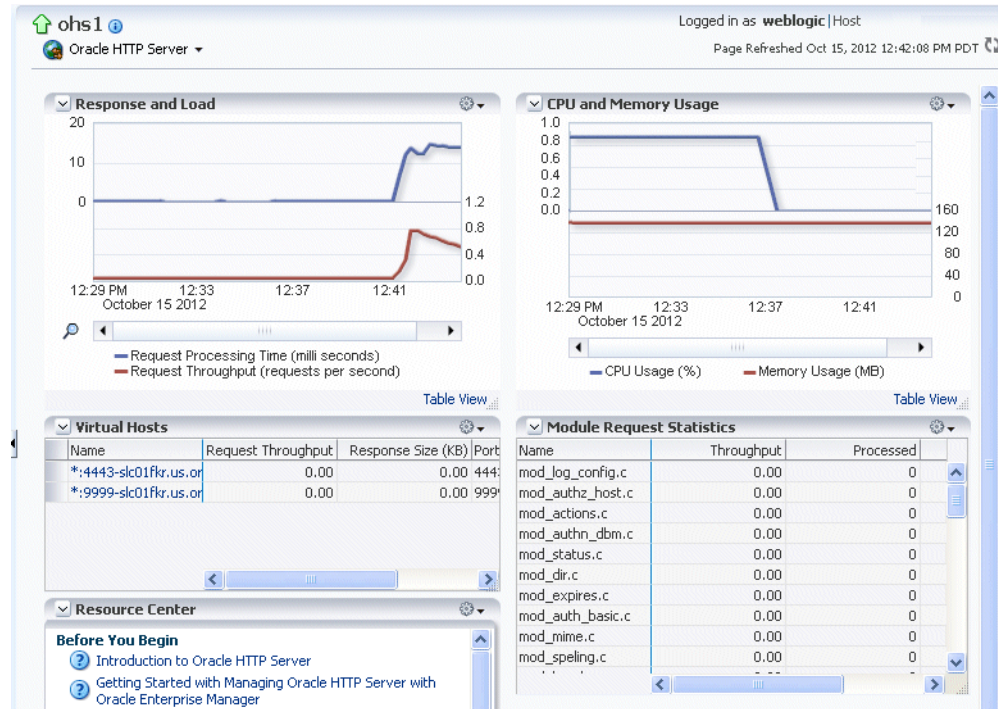 ohs1
Logged in as weblogic|Host
Oracle HTTP Server
Page Refreshed Oct 15, 2012 12:42:08 PM PDT
Response and Load
20
10
0
1.2
0.8
0.4
0.0
12:29 PM 12:33 12:37 12:41
October 15 2012
Request Processing Time (milli seconds)
Request Throughput (requests per second)
Table View
CPU and Memory Usage
1.0
0.8
0.6
0.4
0.2
0.0
160
120
80
40
0
12:29 PM 12:33 12:37 12:41
October 15 2012
CPU Usage (%) Memory Usage (MB)
Table View
Virtual Hosts
Name Request Throughput Response Size (KB) Port
*:4443-slc01fkr.us.or 0.00 0.00 444
*:9999-slc01fkr.us.or 0.00 0.00 999
Module Request Statistics
Name Throughput Processed
mod_log_config.c 0.00 0
mod_authz_host.c 0.00 0
mod_actions.c 0.00 0
mod_authn_dbm.c 0.00 0
mod_status.c 0.00 0
mod_dir.c 0.00 0
mod_expires.c 0.00 0
mod_auth_basic.c 0.00 0
mod_mime.c 0.00 0
mod_speling.c 0.00 0
Resource Center
Before You Begin
Introduction to Oracle HTTP Server
Getting Started with Managing Oracle HTTP Server with
Oracle Enterprise Manager